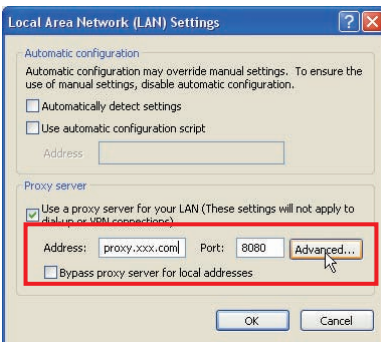 Local Area Network (LAN) Settings
Automatic configuration
Automatic configuration may override manual settings. To ensure the
use of manual settings, disable automatic configuration.
Automatically detect settings
Use automatic configuration script
Address
Proxy server
Use a proxy server for your LAN (These settings will not apply to
dial-up or VPN connections)
Address: proxy.xxx.com Port: 8080 Advanced...
Bypass proxy server for local addresses
OK Cancel